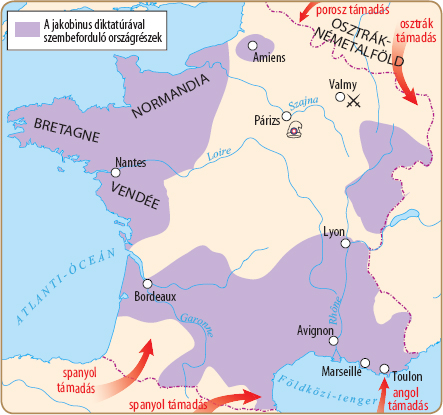 A jakobinus diktatúrával
szembeforduló országrészek
porosz támadás
osztrák
támadás
OSZTRÁK-
NÉMETALFÖLD
Amiens
NORMANDIA
Valmy
Szajna
Párizs
BRETAGNE
Nantes
Loire
VENDÉE
Lyon
ATLANTI-ÓCEÁN
Bordeaux
Garonne
Rhône
Avignon
Marseille
Toulon
Földközi-tenger
spanyol
támadás
spanyol támadás
angol
támadás